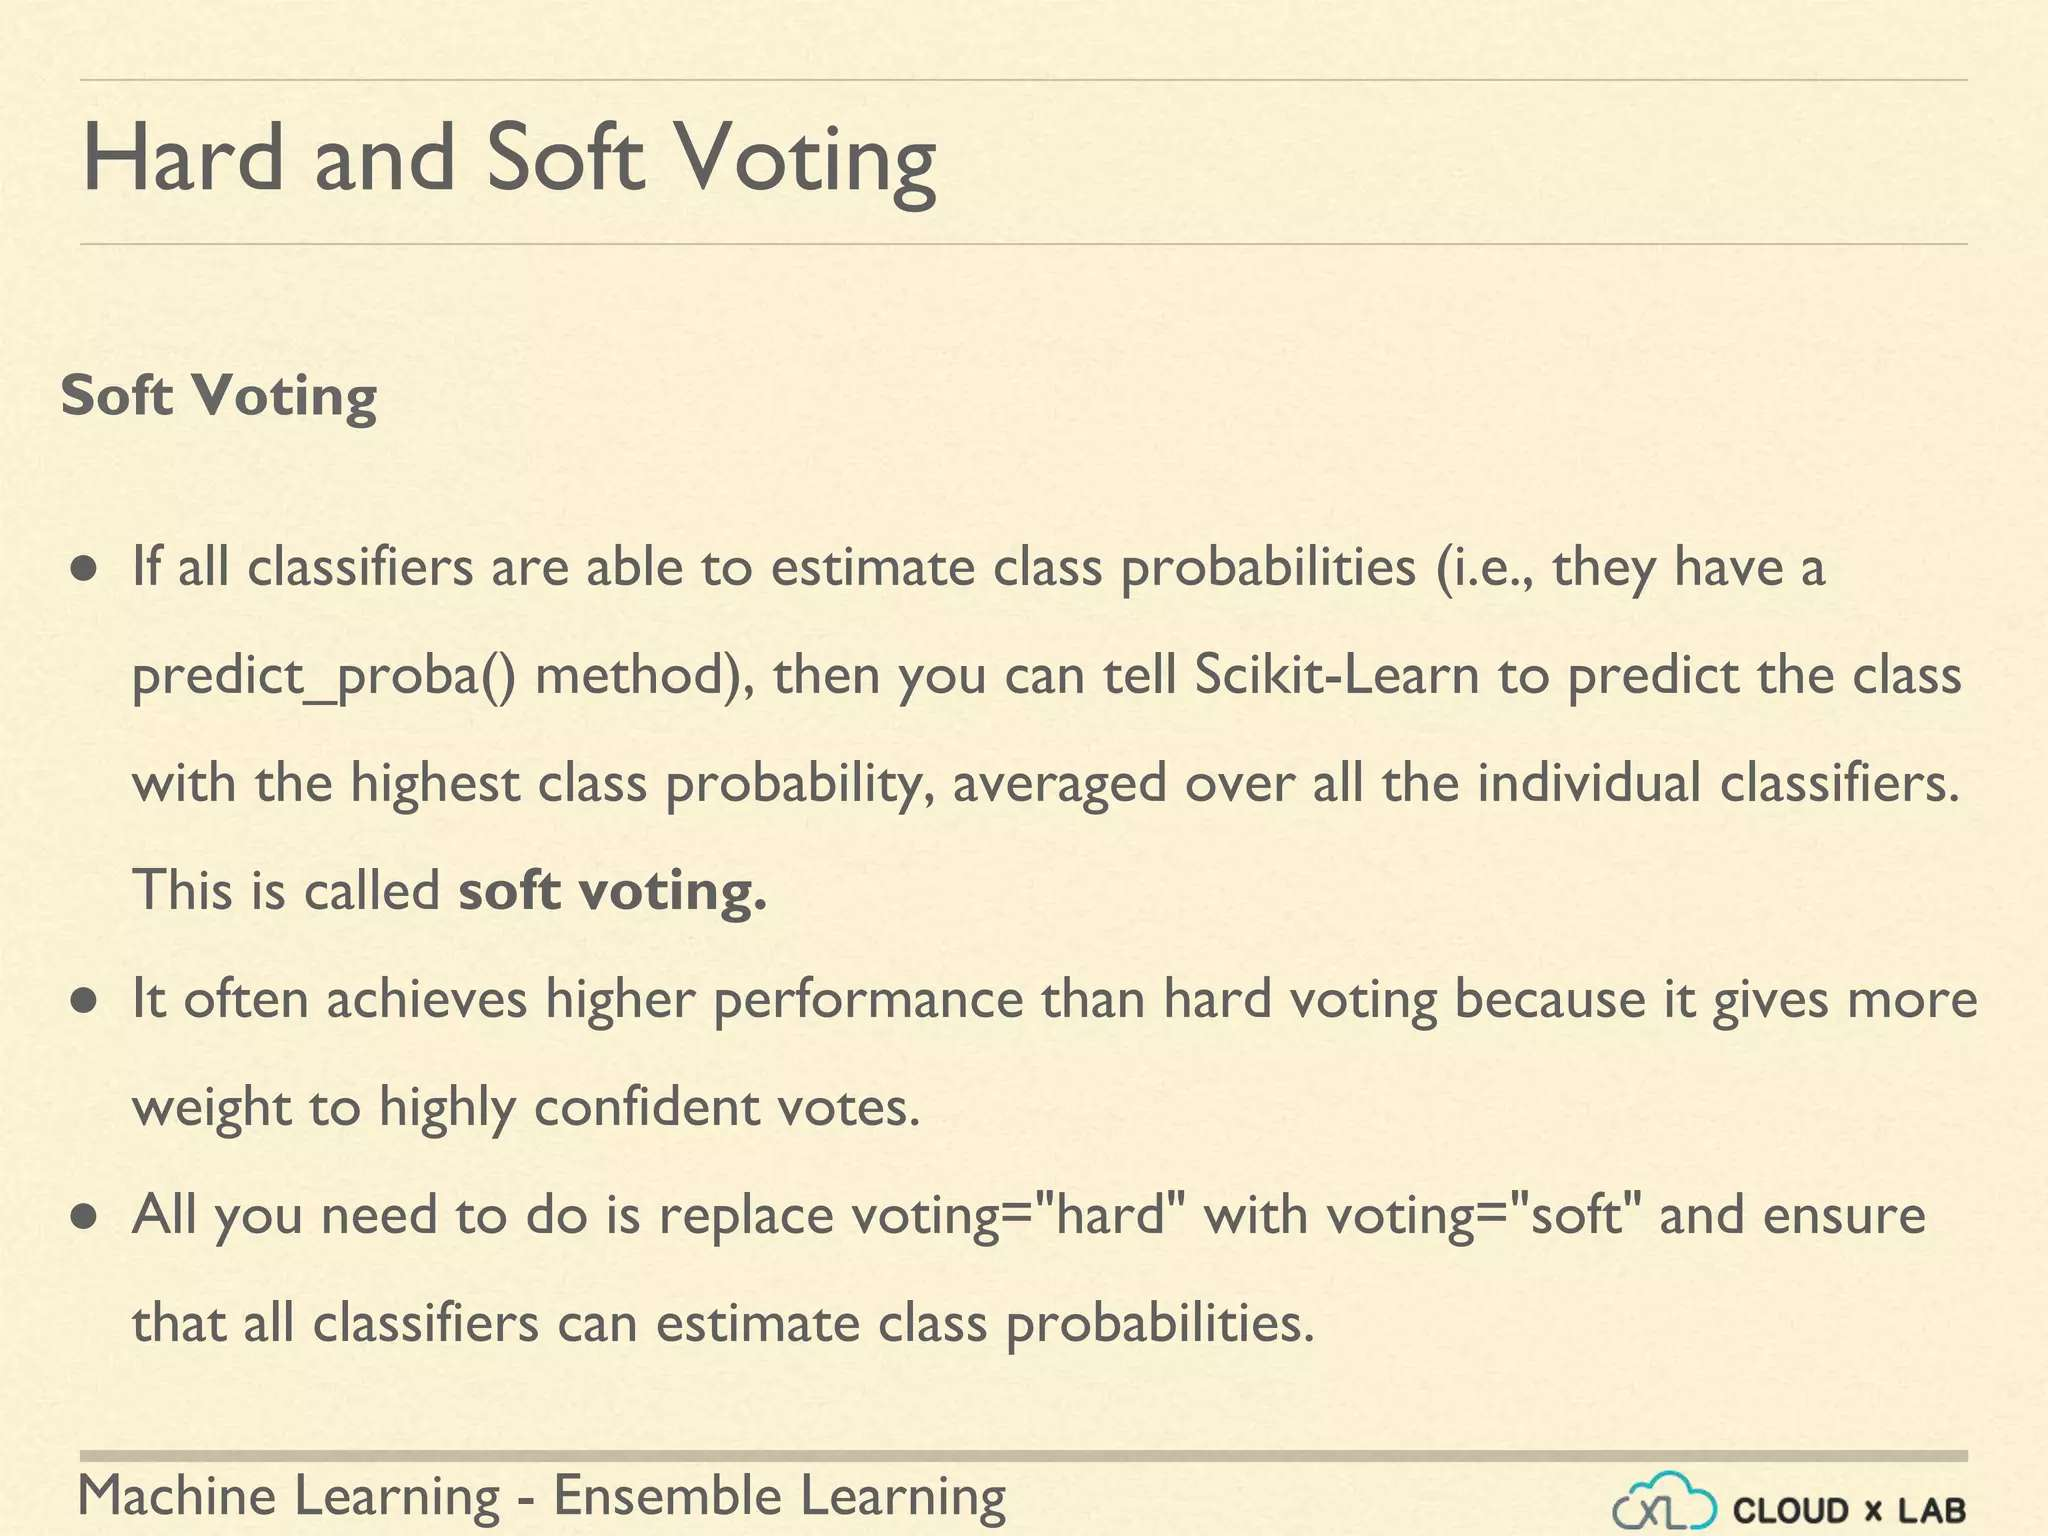 Hard and Soft Voting
Soft Voting
● If all classifiers are able to estimate class probabilities (i.e., they have a
predict_proba() method), then you can tell Scikit-Learn to predict the class
with the highest class probability, averaged over all the individual classifiers.
This is called soft voting.
● It often achieves higher performance than hard voting because it gives more
weight to highly confident votes.
● All you need to do is replace voting="hard" with voting="soft" and ensure
that all classifiers can estimate class probabilities.
Machine Learning - Ensemble Learning
CXL CLOUD x LAB